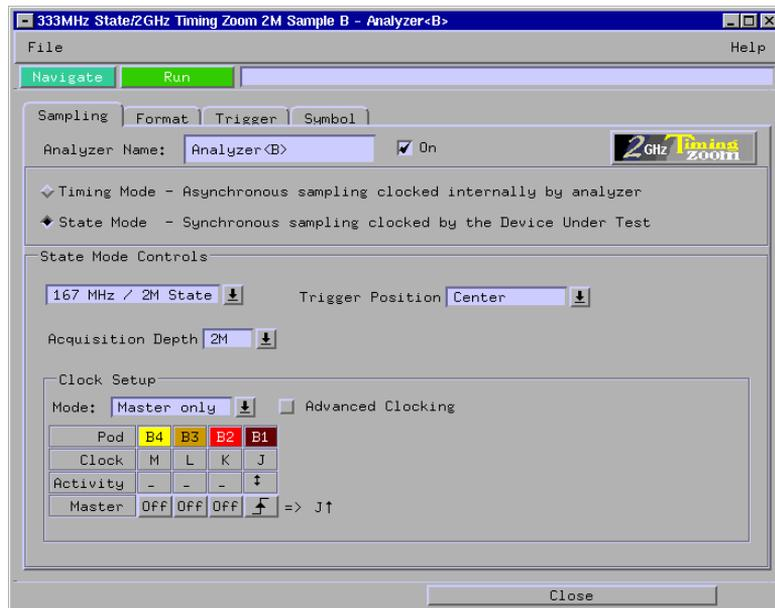 333MHz State/2GHz Timing Zoom 2M Sample B - Analyzer<B>
File Help
Navigate Run
Sampling Format Trigger Symbol
Analyzer Name: Analyzer<B> On 2 GHz Timing zoom
Timing Mode - Asynchronous sampling clocked internally by analyzer
State Mode - Synchronous sampling clocked by the Device Under Test
State Mode Controls
167 MHz / 2M State Trigger Position Center
Acquisition Depth 2M
Clock Setup
Mode: Master only Advanced Clocking
Pod B4 B3 B2 B1
Clock M L K J
Activity - - - ↕
Master Off Off Off => J↑
Close